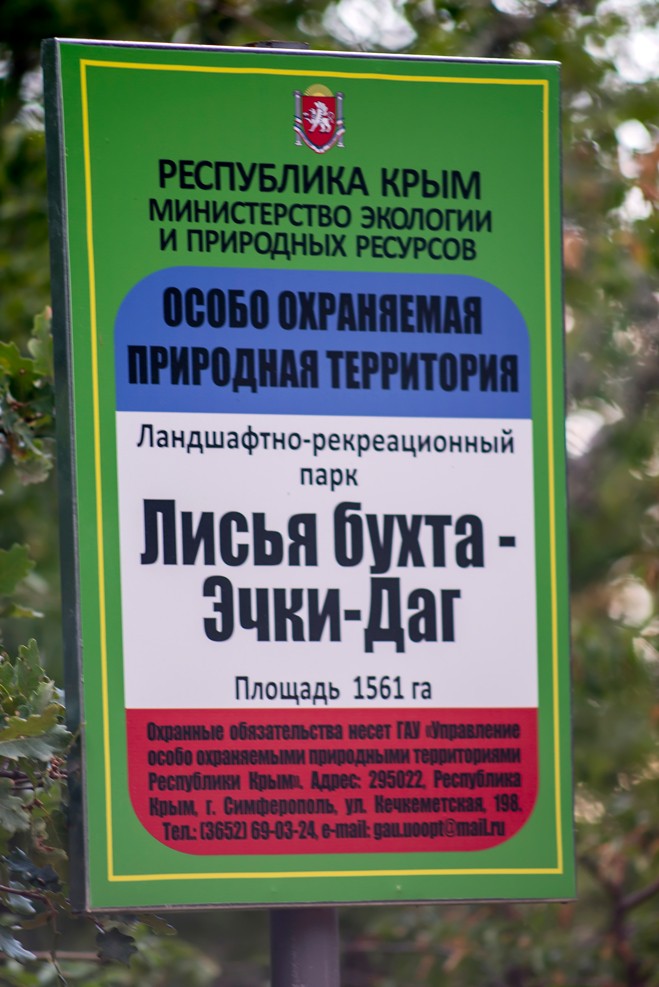 РЕСПУБЛИКА КРЫМ
МИНИСТЕРСТВО ЭКОЛОГИИ
И ПРИРОДНЫХ РЕСУРСОВ
ОСОБО ОХРАНЯЕМАЯ
ПРИРОДНАЯ ТЕРРИТОРИЯ
Ландшафтно-рекреационный
парк
Лисья бухта -
Эчки-Даг
Площадь 1561 га
Охранные обязательства несет ГАУ «Управление
особо охраняемыми природными территориями
Республики Крым». Адрес: 295022, Республика
Крым, г. Симферополь, ул. Кечкеметская, 198.
Тел.: (3652) 69-03-24, e-mail: gau.uoopt@mail.ru